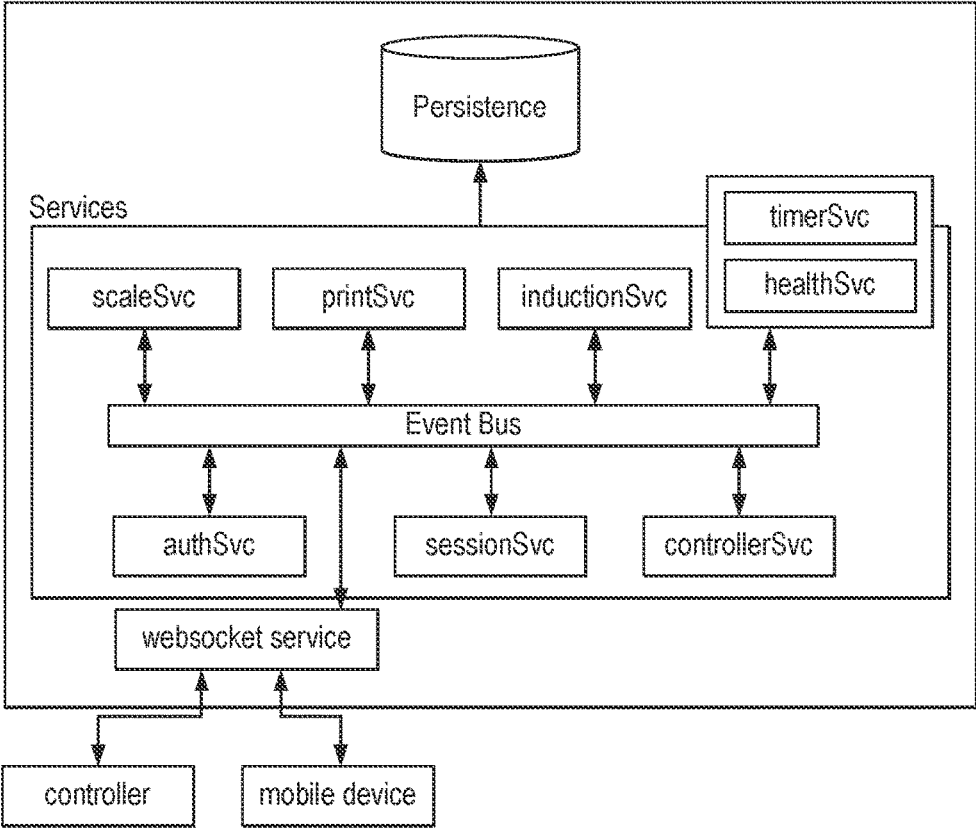 Persistence
Services
timerSvc
healthSvc
scaleSvc
printSvc
inductionSvc
Event Bus
authSvc
sessionSvc
controllerSvc
websocket service
controller
mobile device